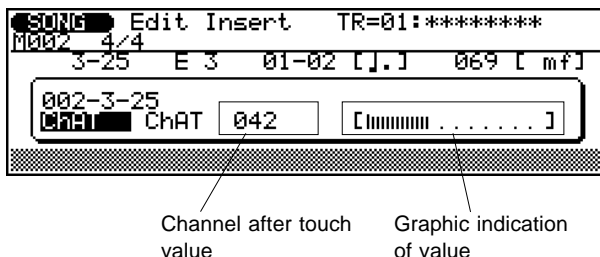 SONG Edit Insert TR=01:********
M002 4/4
3-25 E 3 01-02 [♩.] 069 [ mf]
002-3-25
ChAT ChAT 042 [||||||||||.......]
Channel after touch value
Graphic indication of value